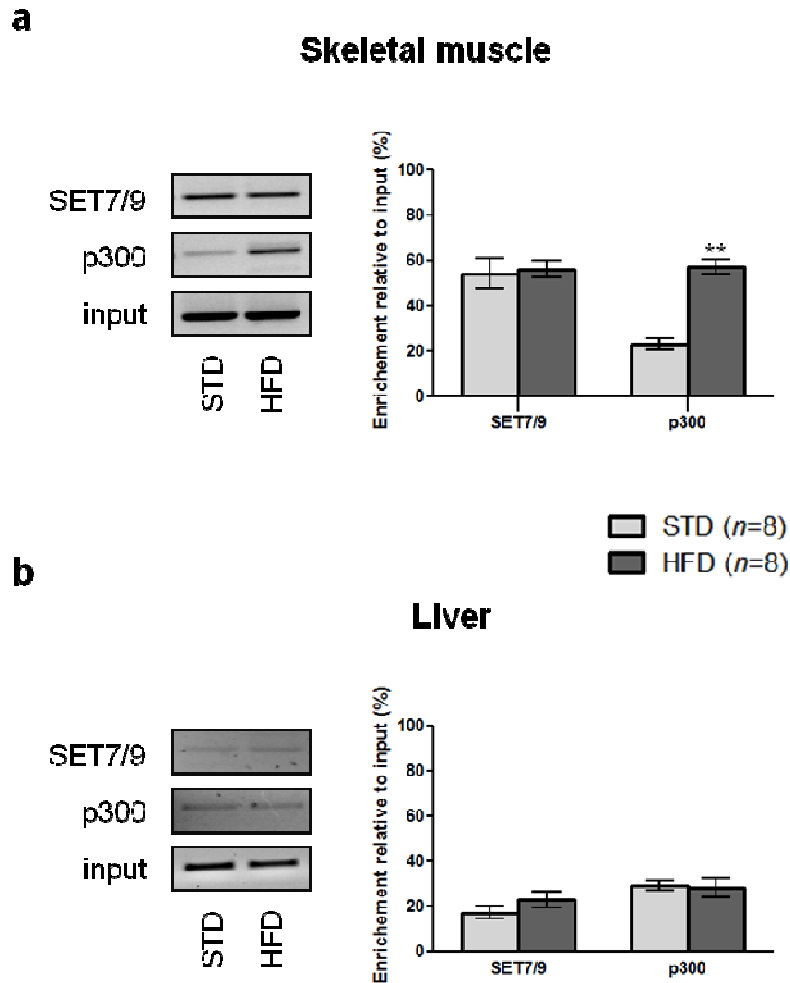 a
Skeletal muscle
SET7/9
p300
input
STD
HFD
Enrichement relative to input (%)
100
80
60
40
20
0
**
SET7/9
p300
STD (n=8)
HFD (n=8)
b
Liver
SET7/9
p300
input
STD
HFD
Enrichement relative to input (%)
100
80
60
40
20
0
SET7/9
p300